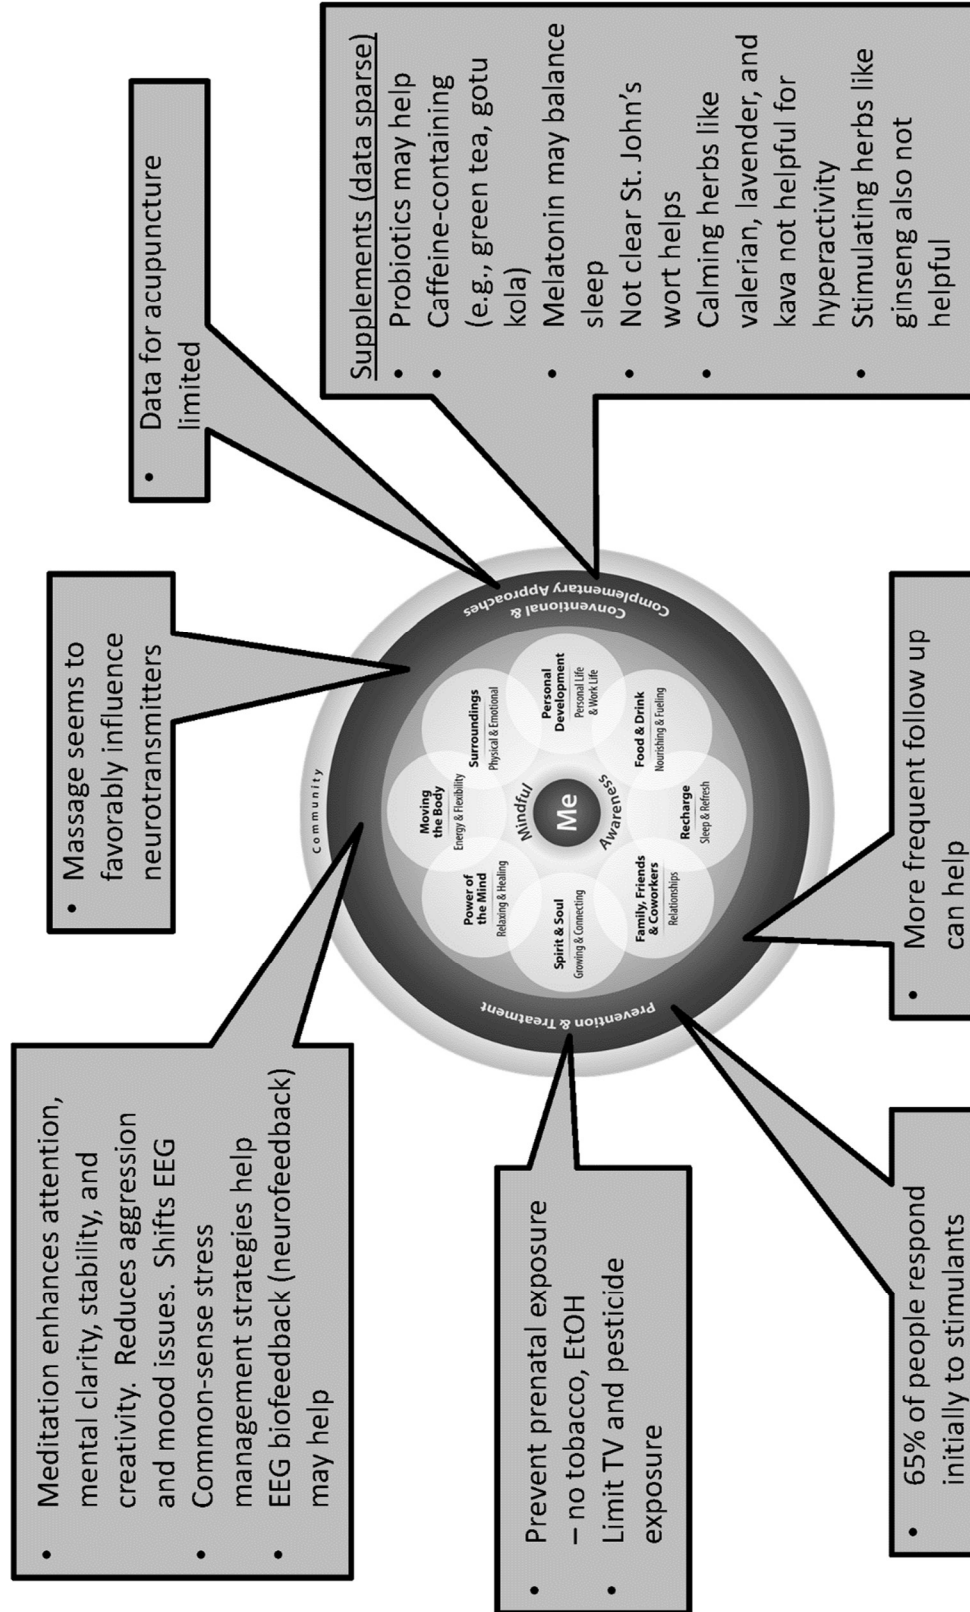 • Meditation enhances attention,
mental clarity, stability, and
creativity.  Reduces aggression
and mood issues.  Shifts EEG
• Common-sense stress
management strategies help
• EEG biofeedback (neurofeedback)
may help
• Massage seems to
favorably influence
neurotransmitters
• Data for acupuncture
limited
Supplements (data sparse)
• Probiotics may help
• Caffeine-containing
(e.g., green tea, gotu
kola)
• Melatonin may balance
sleep
• Not clear St. John’s
wort helps
• Calming herbs like
valerian, lavender, and
kava not helpful for
hyperactivity
• Stimulating herbs like
ginseng also not
helpful
• Prevent prenatal exposure
– no tobacco, EtOH
• Limit TV and pesticide
exposure
• 65% of people respond
initially to stimulants
• More frequent follow up
can help
Community
Prevention & Treatment
Conventional &
Complementary Approaches
Moving
the Body
Energy & Flexibility
Surroundings
Physical & Emotional
Personal
Development
Personal Life
& Work Life
Food & Drink
Nourishing & Fueling
Recharge
Sleep & Refresh
Family, Friends
& Coworkers
Relationships
Spirit & Soul
Growing & Connecting
Power of
the Mind
Relaxing & Healing
Mindful
Me
Awareness